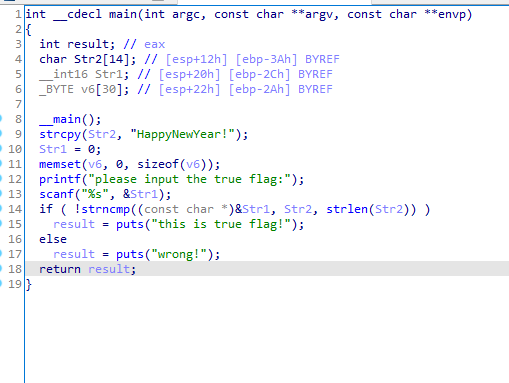 1 int __cdecl main(int argc, const char **argv, const char **envp)
2 {
3 int result; // eax
4 char Str2[14]; // [esp+12h] [ebp-3Ah] BYREF
5 __int16 Str1; // [esp+20h] [ebp-2Ch] BYREF
6 _BYTE v6[30]; // [esp+22h] [ebp-2Ah] BYREF
7
8 __main();
9 strcpy(Str2, "HappyNewYear!");
10 Str1 = 0;
11 memset(v6, 0, sizeof(v6));
12 printf("please input the true flag:");
13 scanf("%s", &Str1);
14 if ( !strncmp((const char *)&Str1, Str2, strlen(Str2)) )
15 result = puts("this is true flag!");
16 else
17 result = puts("wrong!");
18 return result;
19 }